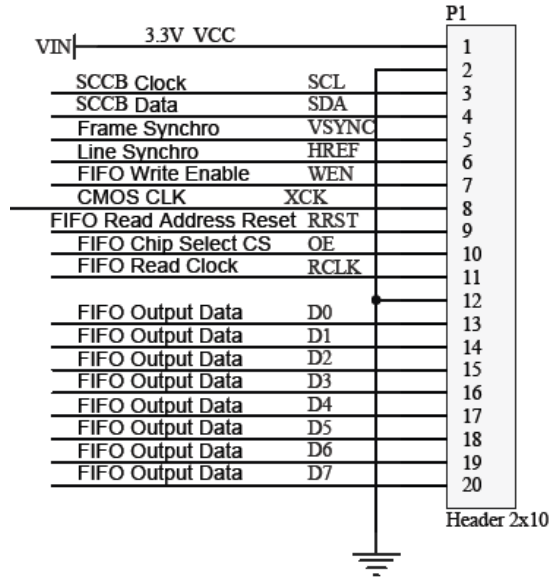 P1
VIN 3.3V VCC 1
2
SCCB Clock SCL 3
SCCB Data SDA 4
Frame Synchro VSYNC 5
Line Synchro HREF 6
FIFO Write Enable WEN 7
CMOS CLK XCK 8
FIFO Read Address Reset RRST 9
FIFO Chip Select CS OE 10
FIFO Read Clock RCLK 11
12
FIFO Output Data D0 13
FIFO Output Data D1 14
FIFO Output Data D2 15
FIFO Output Data D3 16
FIFO Output Data D4 17
FIFO Output Data D5 18
FIFO Output Data D6 19
FIFO Output Data D7 20
Header 2x10